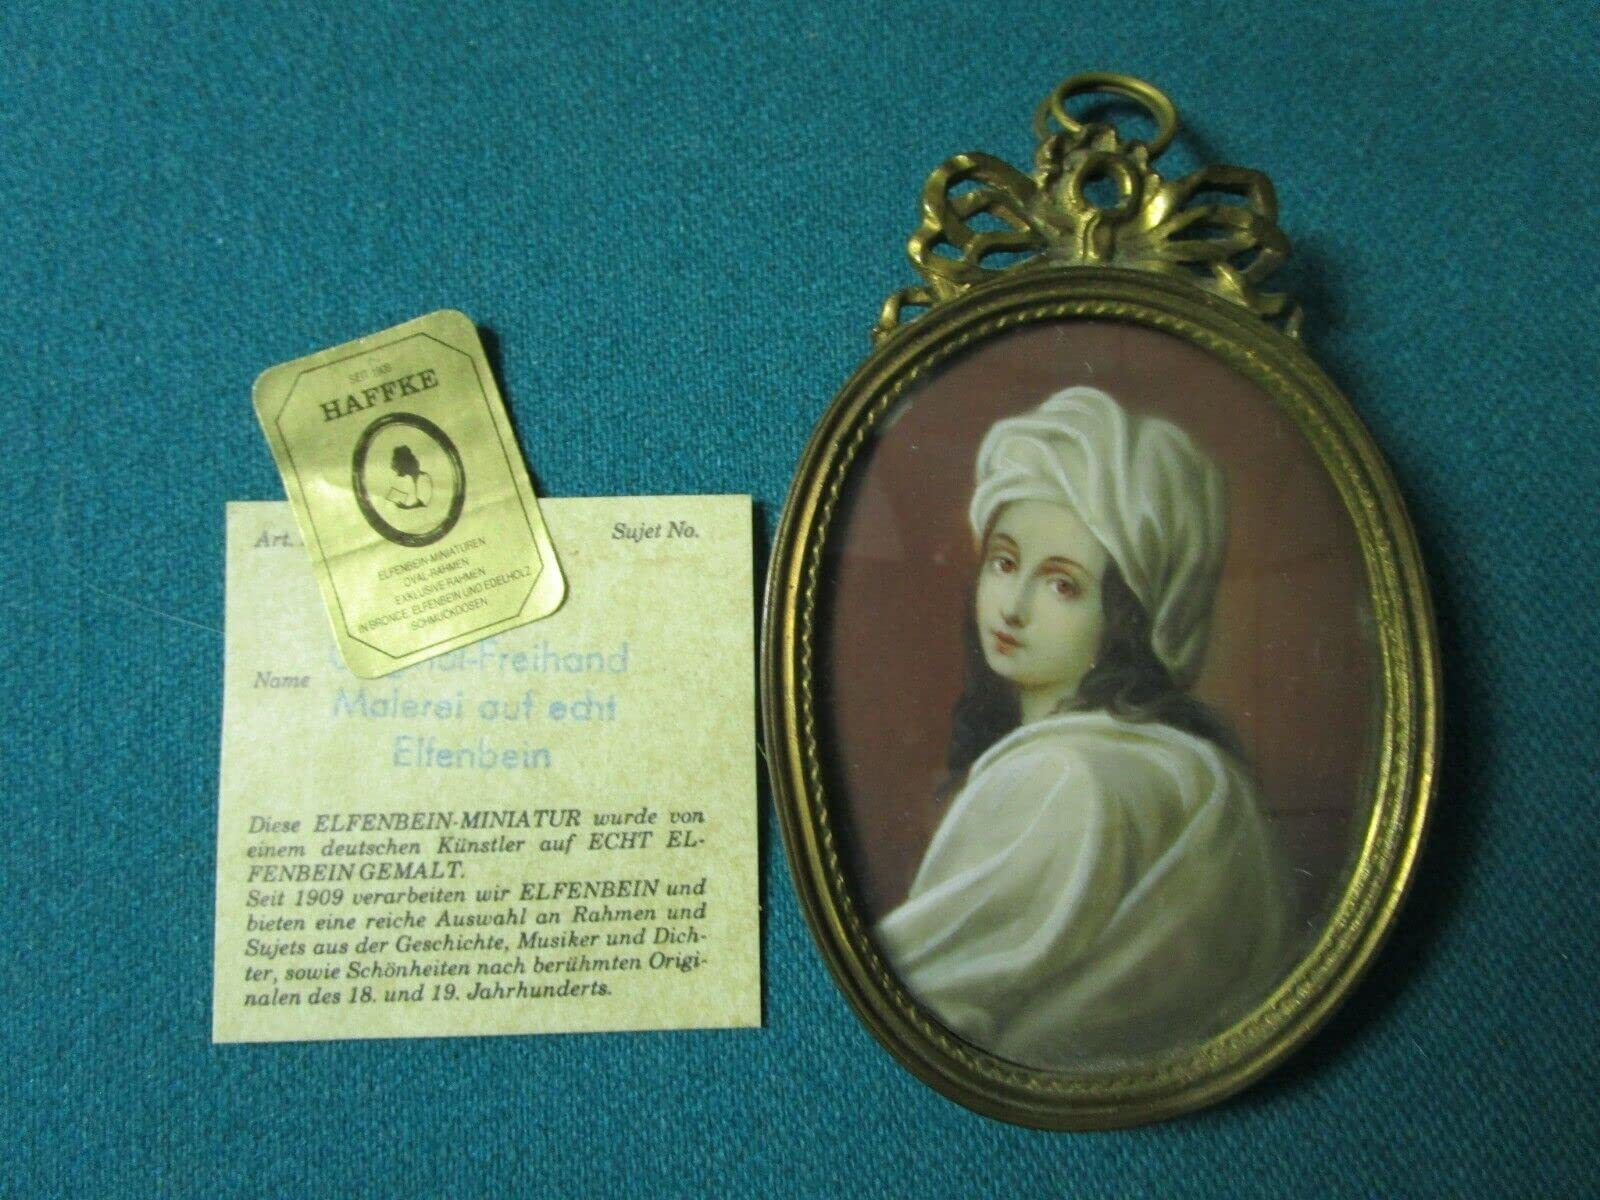 SEIT 1909
HAFFKE
ELFENBEIN-MINIATUREN
OVAL-RAHMEN
EXKLUSIVE RAHMEN
IN BRONCE, ELFENBEIN UND EDELHOLZ
SCHMUCKDOSEN
Art. Sujet No.
Name
Malerei auf echt
Elfenbein
Diese ELFENBEIN-MINIATUR wurde von
einem deutschen Künstler auf ECHT EL-
FENBEIN GEMALT.
Seit 1909 verarbeiten wir ELFENBEIN und
bieten eine reiche Auswahl an Rahmen und
Sujets aus der Geschichte, Musiker und Dich-
ter, sowie Schönheiten nach berühmten Origi-
nalen des 18. und 19. Jahrhunderts.